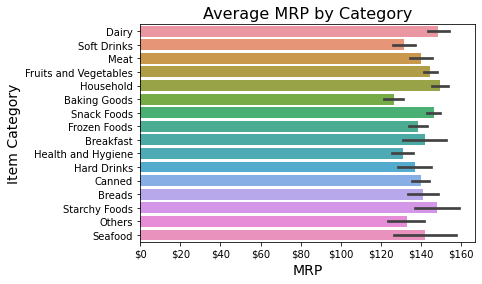 Average MRP by Category
Item Category
Dairy
Soft Drinks
Meat
Fruits and Vegetables
Household
Baking Goods
Snack Foods
Frozen Foods
Breakfast
Health and Hygiene
Hard Drinks
Canned
Breads
Starchy Foods
Others
Seafood
$0 $20 $40 $60 $80 $100 $120 $140 $160
MRP